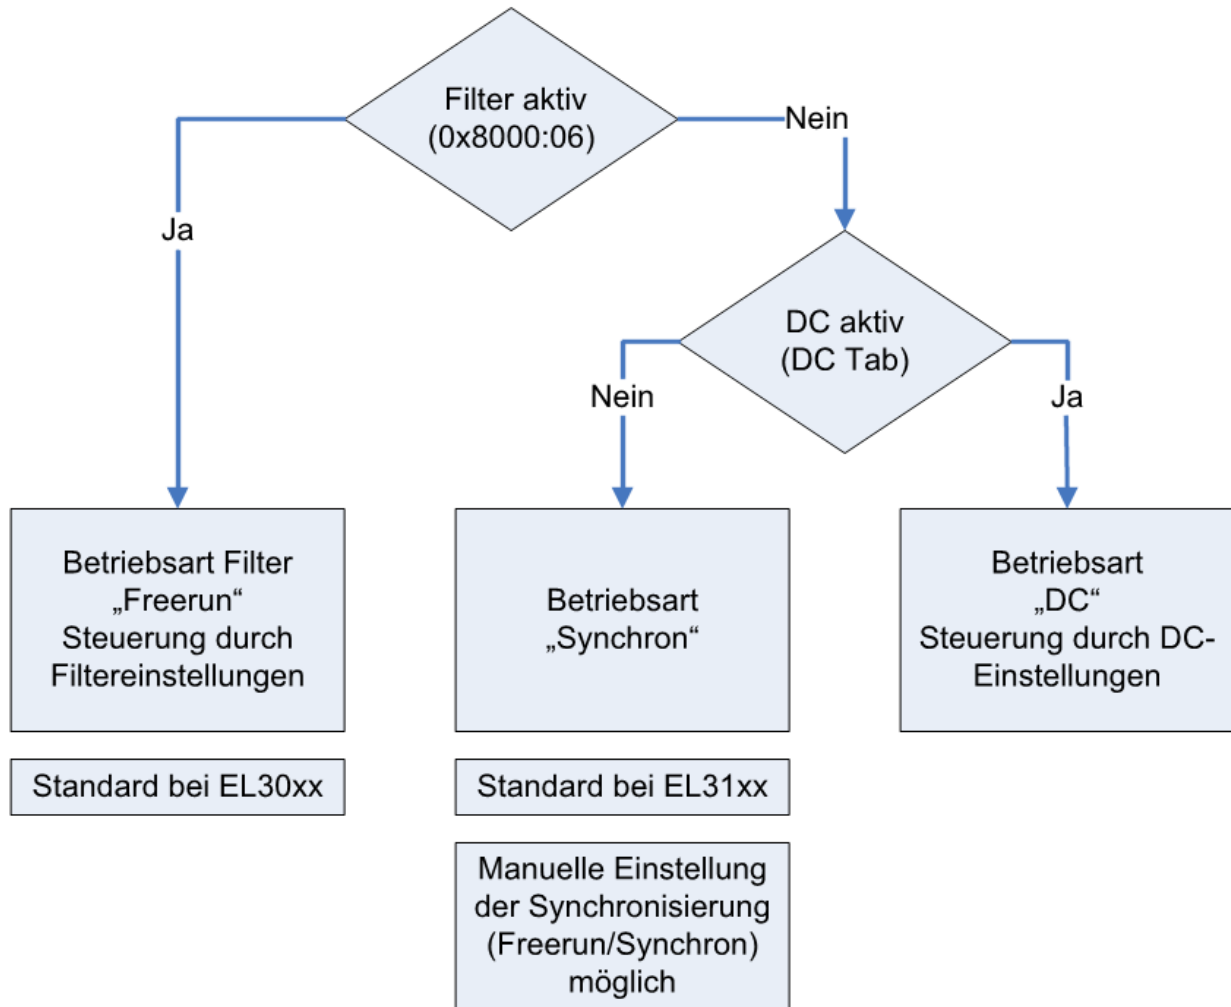 Filter aktiv
(0x8000:06)
Nein
Ja
DC aktiv
(DC Tab)
Nein
Ja
Betriebsart Filter
„Freerun“
Steuerung durch
Filtereinstellungen
Betriebsart
„Synchron“
Betriebsart
„DC“
Steuerung durch DC-
Einstellungen
Standard bei EL30xx
Standard bei EL31xx
Manuelle Einstellung
der Synchronisierung
(Freerun/Synchron)
möglich